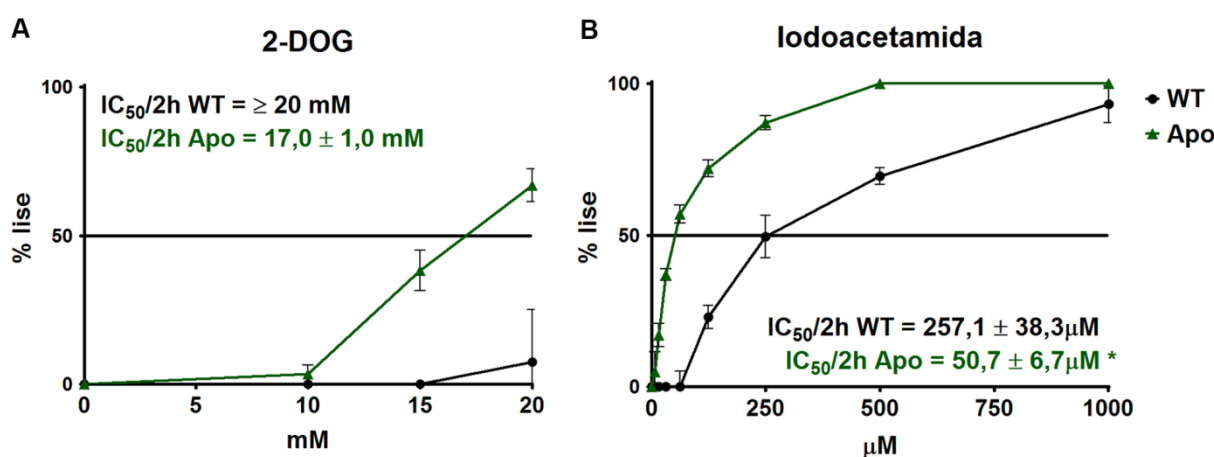 A
2-DOG
100
50
0
% lise
IC50/2h WT = ≥ 20 mM
IC50/2h Apo = 17,0 ± 1,0 mM
0 5 10 15 20
mM
B
Iodoacetamida
100
50
0
% lise
WT
Apo
IC50/2h WT = 257,1 ± 38,3µM
IC50/2h Apo = 50,7 ± 6,7µM *
0 250 500 750 1000
µM